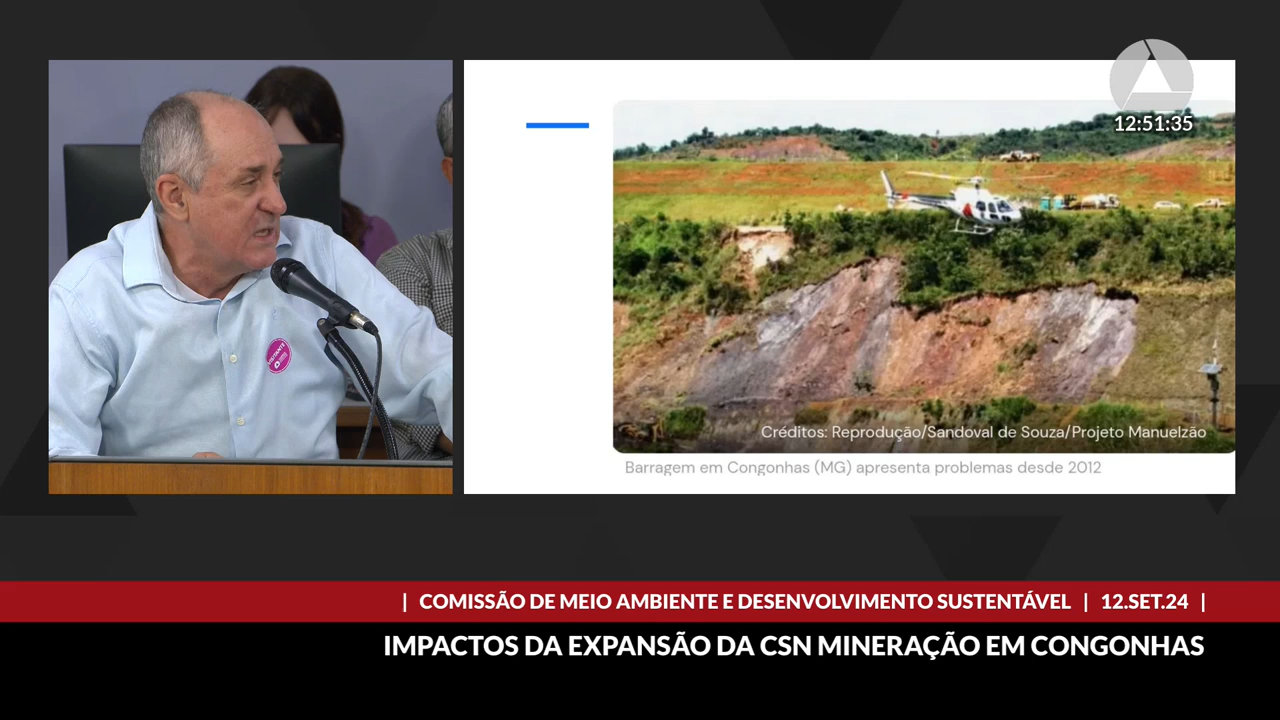 12:51:35
VISITANTE
Créditos: Reprodução/Sandoval de Souza/Projeto Manuelzão
Barragem em Congonhas (MG) apresenta problemas desde 2012
| COMISSÃO DE MEIO AMBIENTE E DESENVOLVIMENTO SUSTENTÁVEL | 12.SET.24 |
IMPACTOS DA EXPANSÃO DA CSN MINERAÇÃO EM CONGONHAS